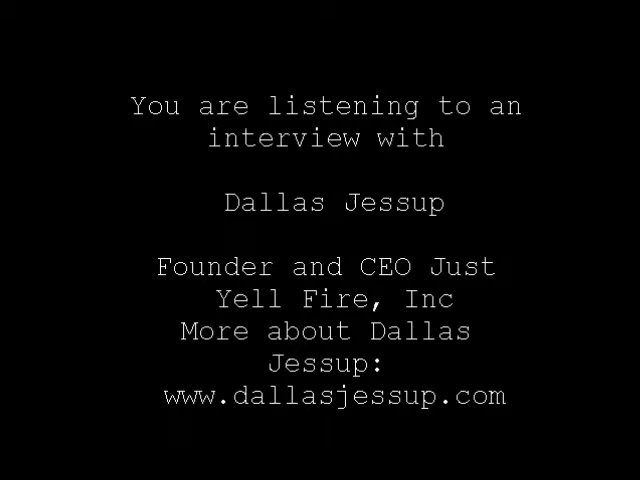 You are listening to an
interview with
Dallas Jessup
Founder and CEO Just
Yell Fire, Inc
More about Dallas
Jessup:
www.dallasjessup.com